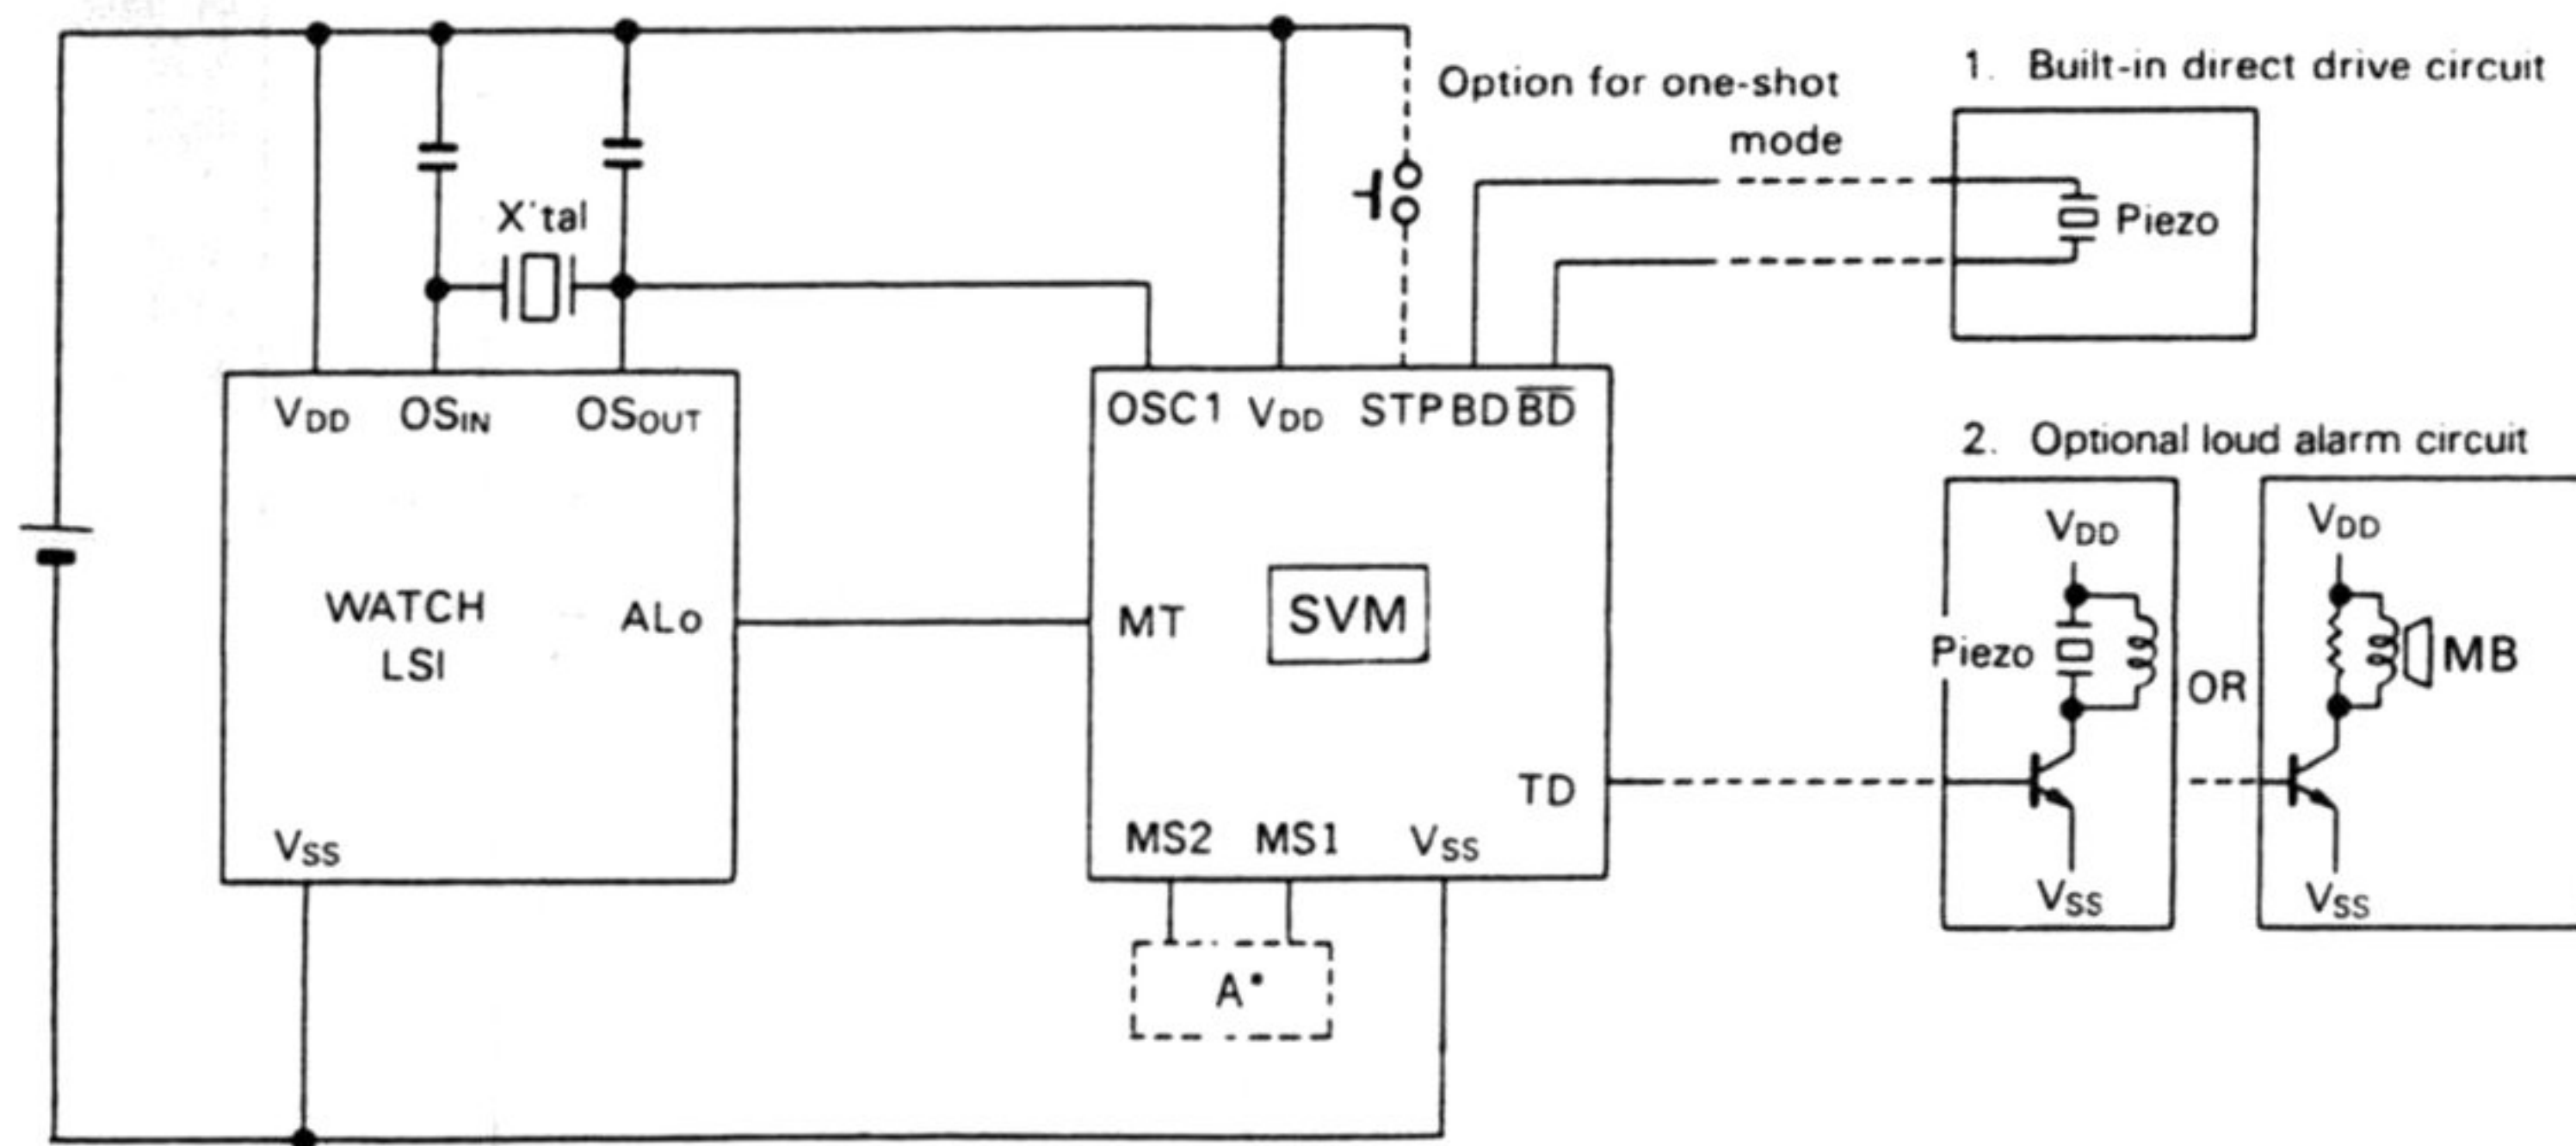 Option for one-shot
mode
1. Built-in direct drive circuit
Piezo
X'tal
VDD OSIN OSOUT
WATCH
LSI
ALo
VSS
OSC1 VDD STP BD B̅D̅
MT
SVM
TD
MS2 MS1 VSS
A*
2. Optional loud alarm circuit
VDD
Piezo
VSS
OR
VDD
MB
VSS